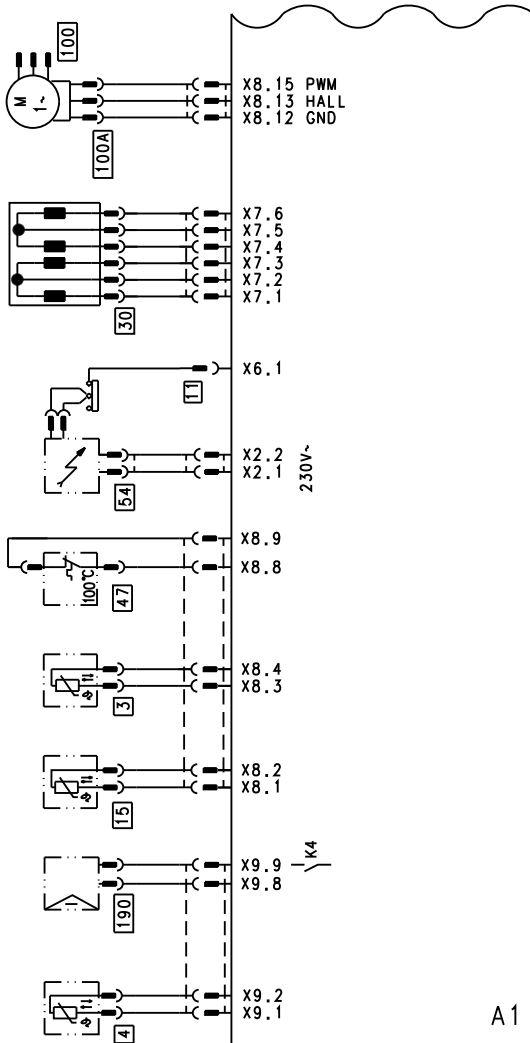 100
M
1~
X8.15 PWM
X8.13 HALL
X8.12 GND
100A
X7.6
X7.5
X7.4
X7.3
X7.2
X7.1
30
X6.1
11
X2.2
X2.1
230V~
54
X8.9
X8.8
100°C
47
X8.4
X8.3
3
X8.2
X8.1
15
X9.9
K4
X9.8
190
X9.2
X9.1
4
A1